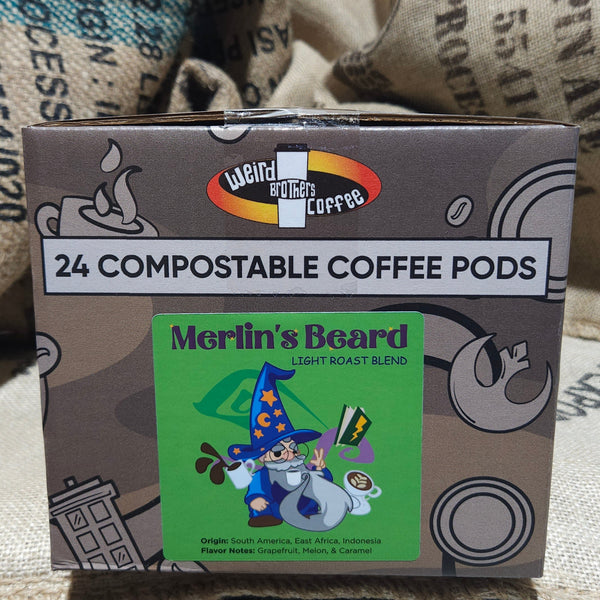 Weird
BROTHERS
COFFEE
24 COMPOSTABLE COFFEE PODS
Merlin's Beard
LIGHT ROAST BLEND
Origin: South America, East Africa, Indonesia
Flavor Notes: Grapefruit, Melon, & Caramel